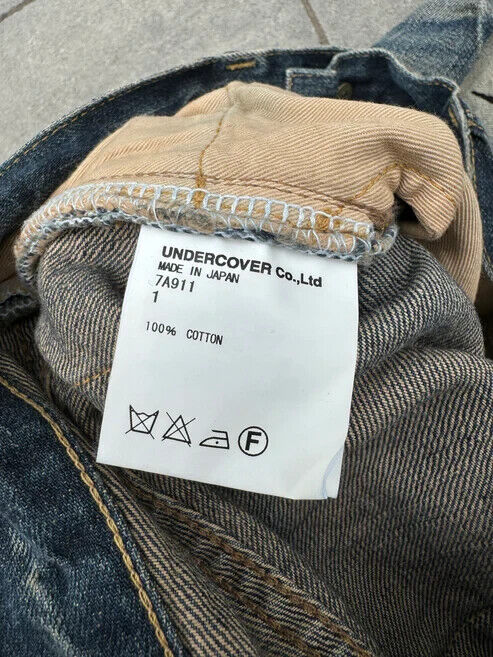 UNDERCOVER Co.,Ltd
MADE IN JAPAN
7A911
1
100% COTTON
F